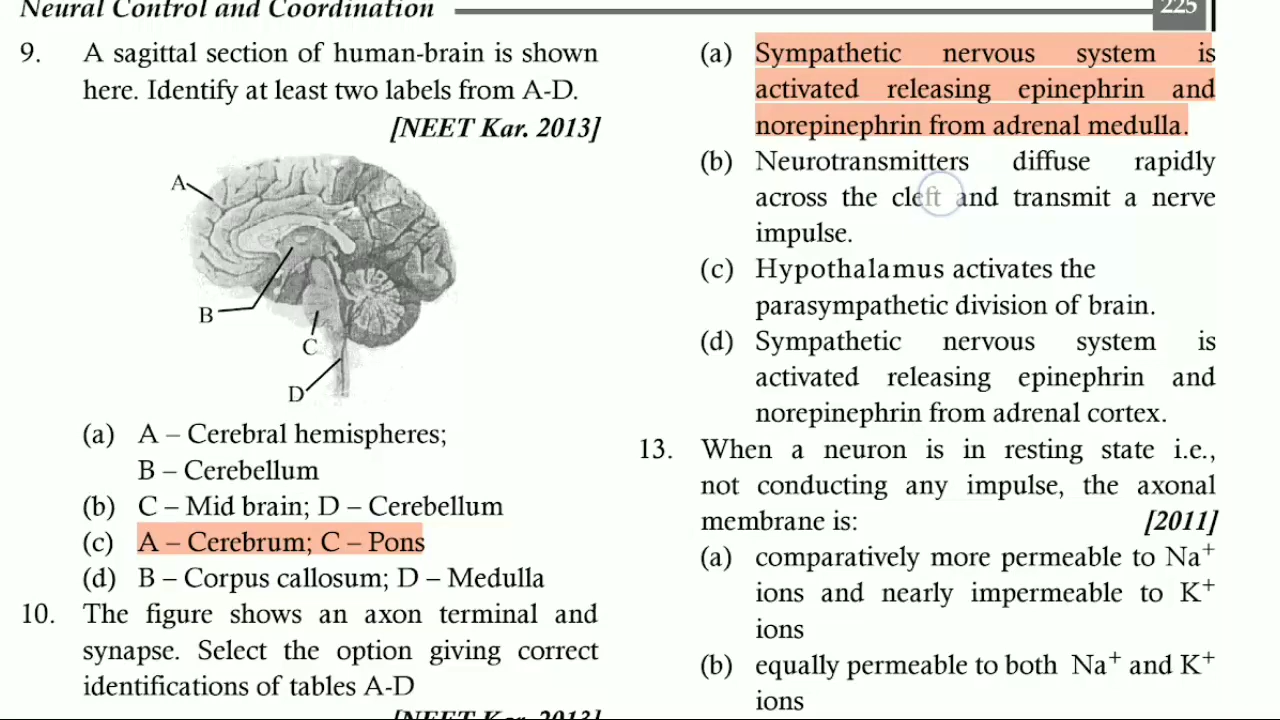 Neural Control and Coordination
225
9. A sagittal section of human-brain is shown
here. Identify at least two labels from A-D.
[NEET Kar. 2013]
A
B
C
D
(a) A – Cerebral hemispheres;
B – Cerebellum
(b) C – Mid brain; D – Cerebellum
(c) A – Cerebrum; C – Pons
(d) B – Corpus callosum; D – Medulla
10. The figure shows an axon terminal and
synapse. Select the option giving correct
identifications of tables A-D
[NEET Kar. 2013]
(a) Sympathetic nervous system is
activated releasing epinephrin and
norepinephrin from adrenal medulla.
(b) Neurotransmitters diffuse rapidly
across the cleft and transmit a nerve
impulse.
(c) Hypothalamus activates the
parasympathetic division of brain.
(d) Sympathetic nervous system is
activated releasing epinephrin and
norepinephrin from adrenal cortex.
13. When a neuron is in resting state i.e.,
not conducting any impulse, the axonal
membrane is: [2011]
(a) comparatively more permeable to Na⁺
ions and nearly impermeable to K⁺
ions
(b) equally permeable to both Na⁺ and K⁺
ions